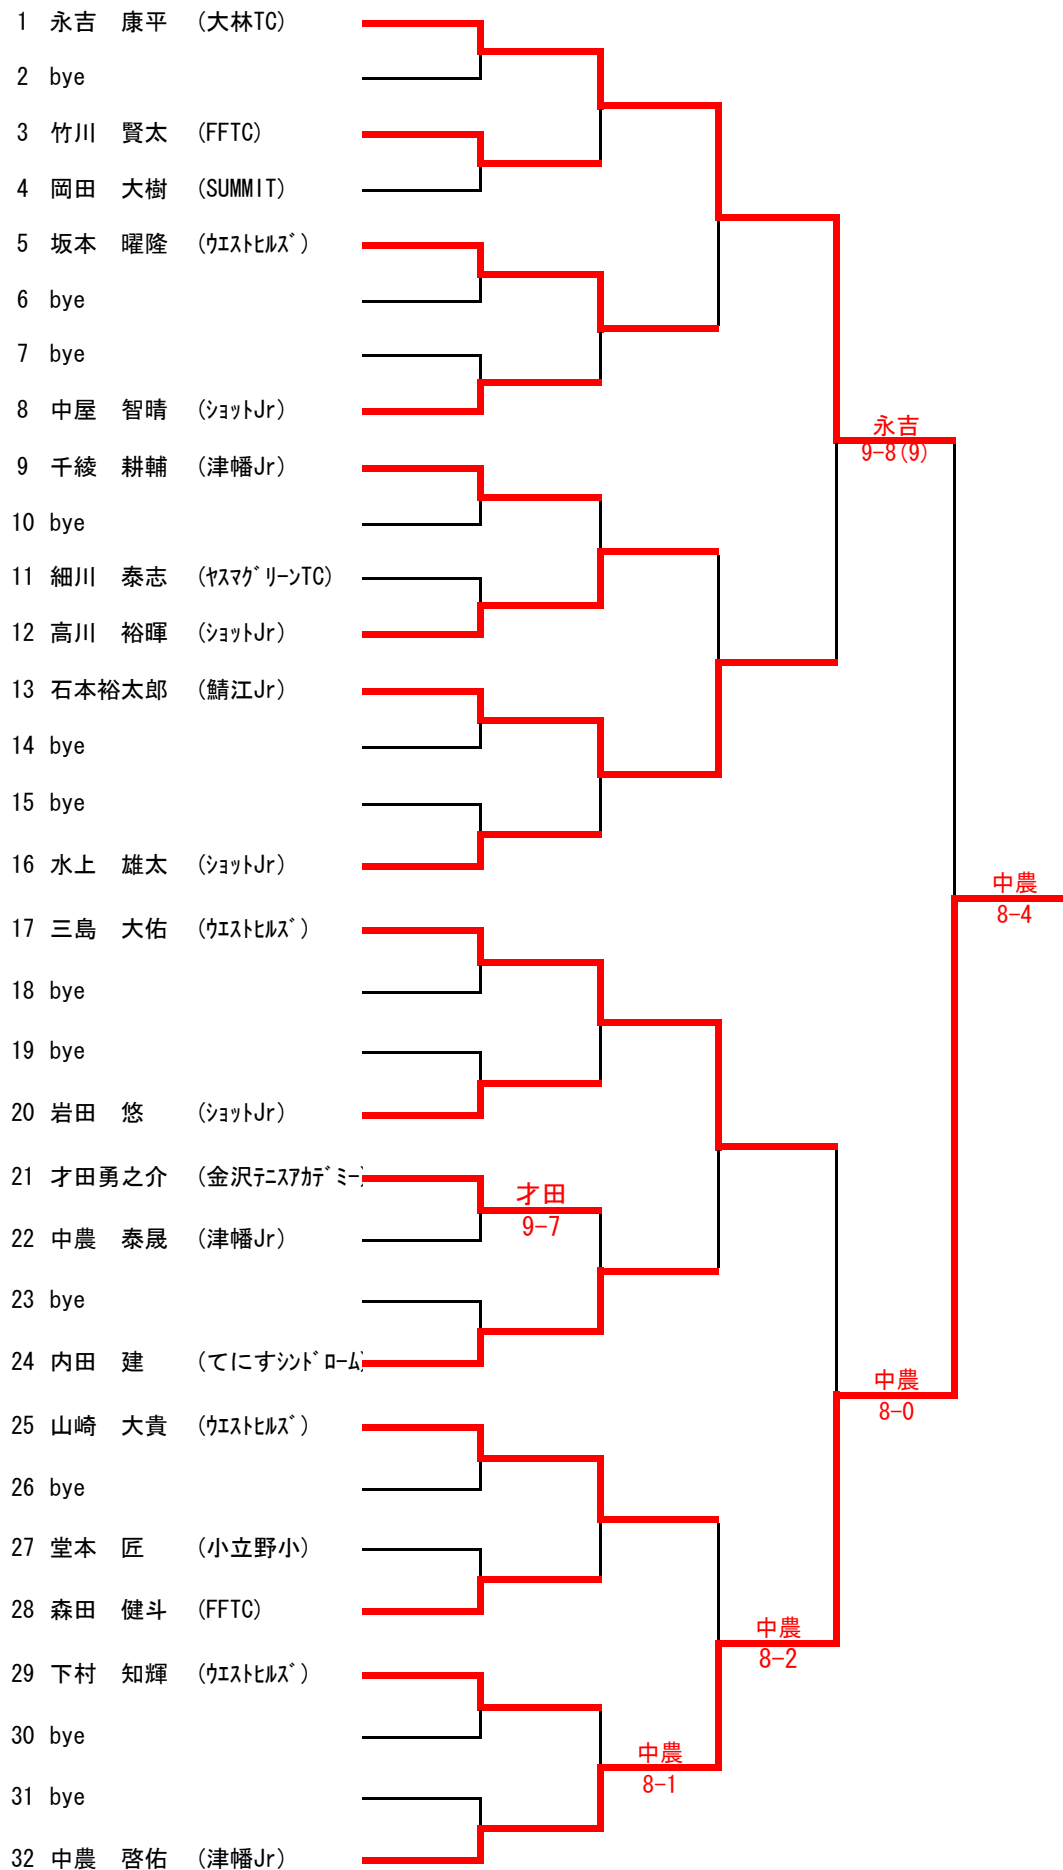 1 永吉　康平 (大林TC)
2 bye
3 竹川　賢太 (FFTC)
4 岡田　大樹 (SUMMIT)
5 坂本　曜隆 (ｳｴｽﾄﾋﾙｽﾞ)
6 bye
7 bye
8 中屋　智晴 (ｼｮｯﾄJr)
永吉
9-8(9)
9 千綾　耕輔 (津幡Jr)
10 bye
11 細川　泰志 (ﾔｽﾏｸﾞﾘｰﾝTC)
12 高川　裕暉 (ｼｮｯﾄJr)
13 石本裕太郎 (鯖江Jr)
14 bye
15 bye
16 水上　雄太 (ｼｮｯﾄJr)
中農
8-4
17 三島　大佑 (ｳｴｽﾄﾋﾙｽﾞ)
18 bye
19 bye
20 岩田　悠 (ｼｮｯﾄJr)
21 才田勇之介 (金沢ﾃﾆｽｱｶﾃﾞﾐｰ)
才田
9-7
22 中農　泰晟 (津幡Jr)
23 bye
24 内田　建 (てにすｼﾝﾄﾞﾛｰﾑ)
中農
8-0
25 山崎　大貴 (ｳｴｽﾄﾋﾙｽﾞ)
26 bye
27 堂本　匠 (小立野小)
28 森田　健斗 (FFTC)
中農
8-2
29 下村　知輝 (ｳｴｽﾄﾋﾙｽﾞ)
30 bye
中農
8-1
31 bye
32 中農　啓佑 (津幡Jr)